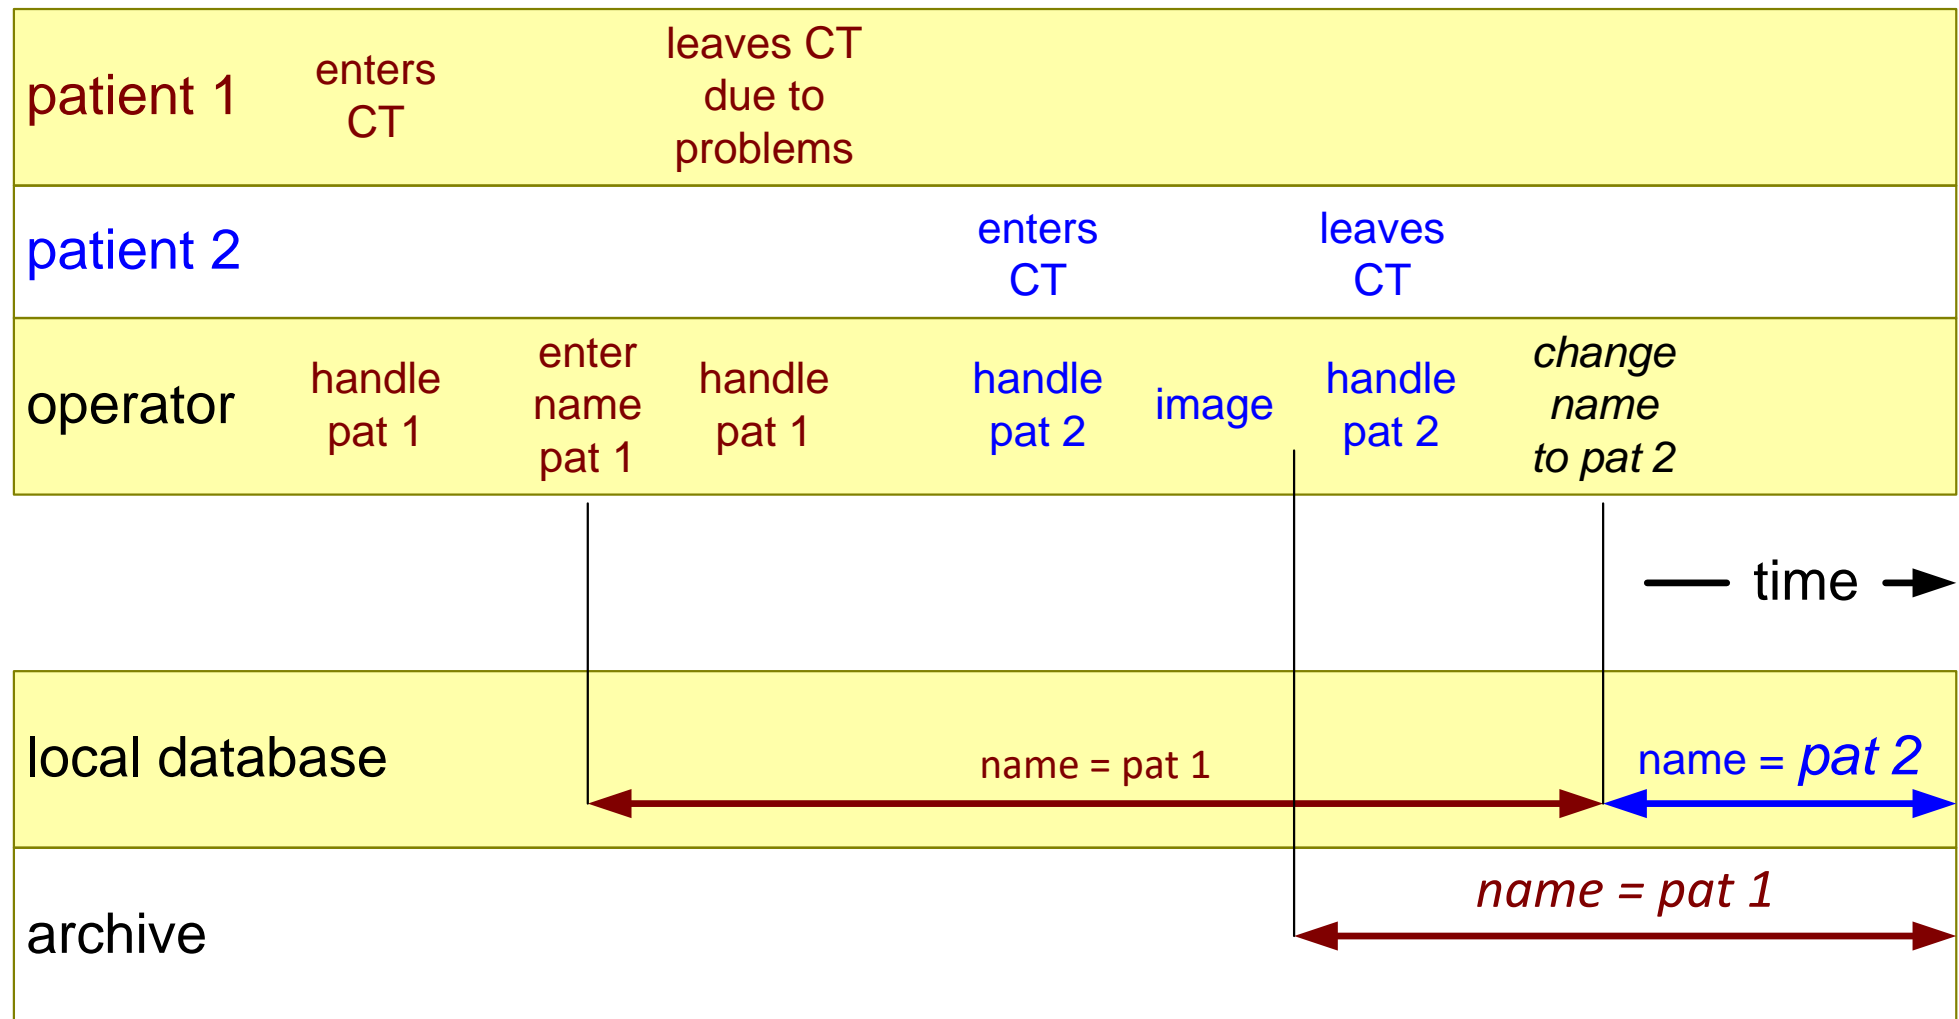 patient 1
enters
CT
leaves CT
due to
problems
patient 2
enters
CT
leaves
CT
operator
handle
pat 1
enter
name
pat 1
handle
pat 1
handle
pat 2
image
handle
pat 2
change
name
to pat 2
time
local database
name = pat 1
name = pat 2
archive
name = pat 1